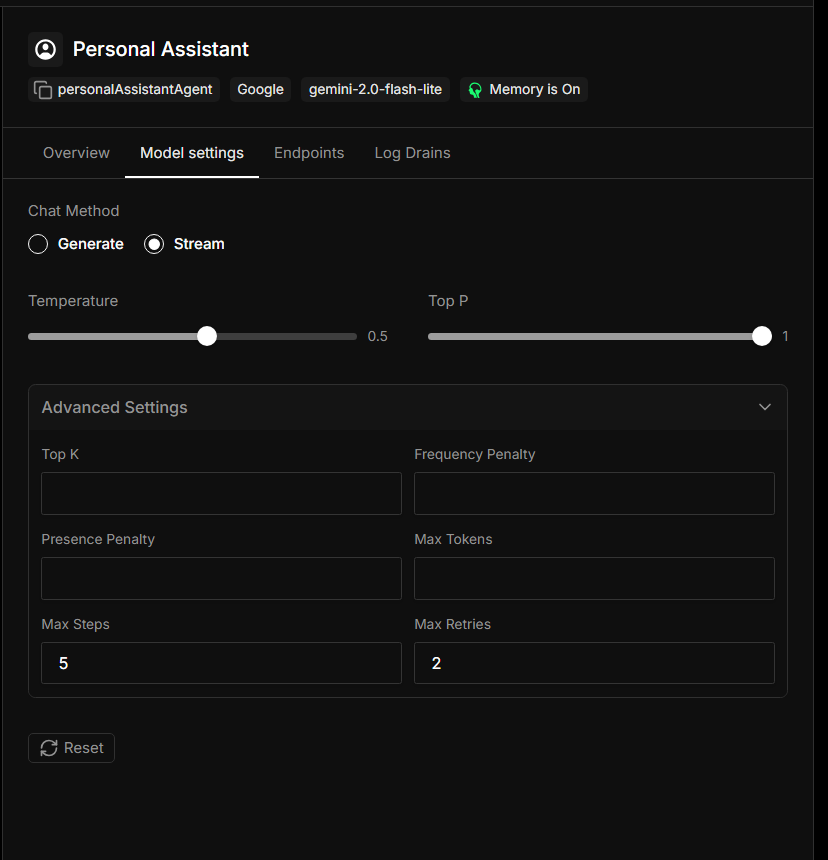 Personal Assistant
personalAssistantAgent Google gemini-2.0-flash-lite Memory is On
Overview Model settings Endpoints Log Drains
Chat Method
Generate Stream
Temperature Top P
0.5 1
Advanced Settings
Top K Frequency Penalty
Presence Penalty Max Tokens
Max Steps Max Retries
5 2
Reset